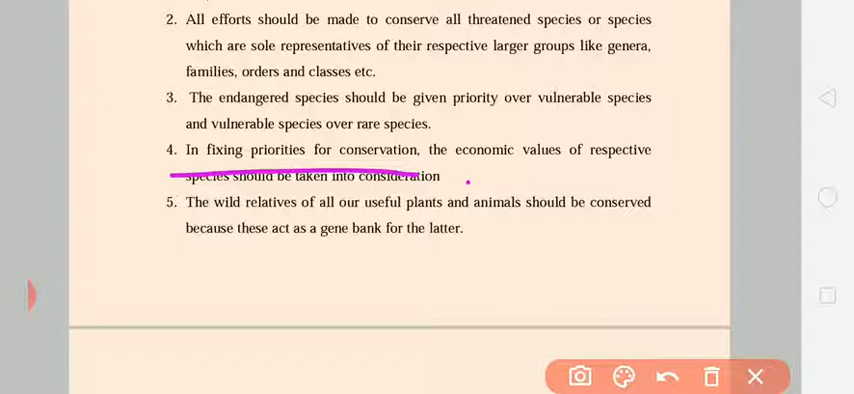 2. All efforts should be made to conserve all threatened species or species
which are sole representatives of their respective larger groups like genera,
families, orders and classes etc.
3. The endangered species should be given priority over vulnerable species
and vulnerable species over rare species.
4. In fixing priorities for conservation, the economic values of respective
species should be taken into consideration
5. The wild relatives of all our useful plants and animals should be conserved
because these act as a gene bank for the latter.